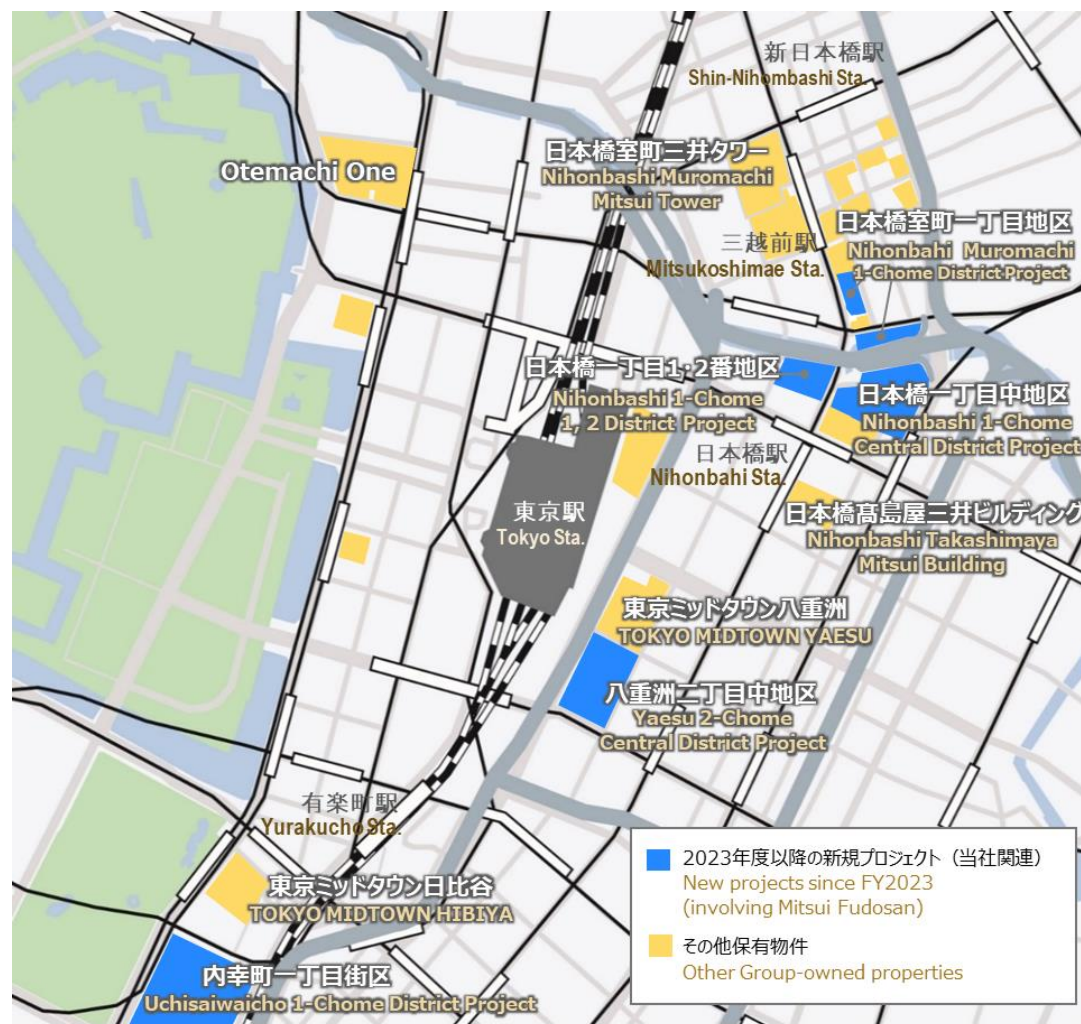 新日本橋駅
Shin-Nihombashi Sta.
Otemachi One
日本橋室町三井タワー
Nihonbashi Muromachi
Mitsui Tower
三越前駅
Mitsukoshimae Sta.
日本橋室町一丁目地区
Nihonbahi Muromachi
1-Chome District Project
日本橋一丁目1・2番地区
Nihonbashi 1-Chome
1, 2 District Project
日本橋一丁目中地区
Nihonbashi 1-Chome
Central District Project
日本橋駅
Nihonbahi Sta.
東京駅
Tokyo Sta.
日本橋髙島屋三井ビルディング
Nihonbashi Takashimaya
Mitsui Building
東京ミッドタウン八重洲
TOKYO MIDTOWN YAESU
八重洲二丁目中地区
Yaesu 2-Chome
Central District Project
有楽町駅
Yurakucho Sta.
東京ミッドタウン日比谷
TOKYO MIDTOWN HIBIYA
内幸町一丁目街区
Uchisaiwaicho 1-Chome District Project
2023年度以降の新規プロジェクト（当社関連）
New projects since FY2023
(involving Mitsui Fudosan)
その他保有物件
Other Group-owned properties